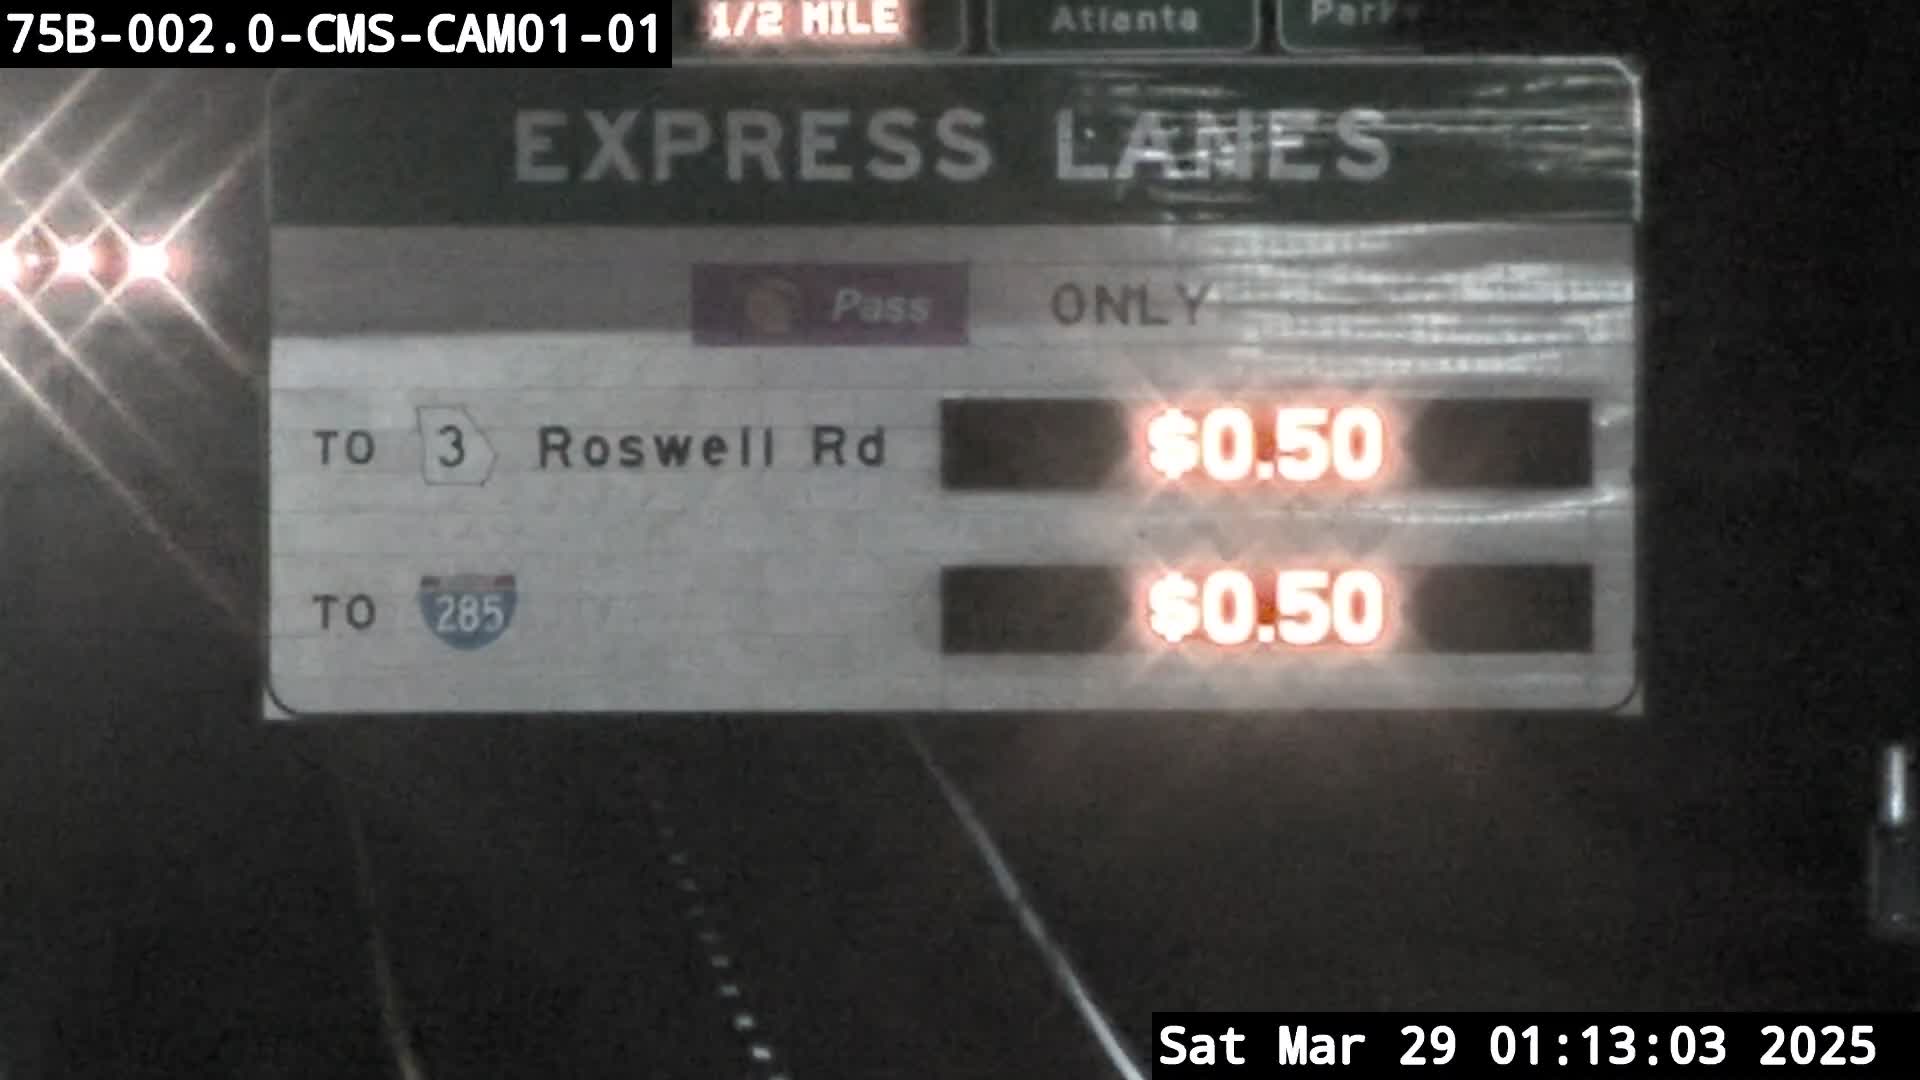 75B-002.0-CMS-CAM01-01
1/2 MILE
Atlanta
EXPRESS LANES
Pass ONLY
TO 3 Roswell Rd $0.50
TO 285 $0.50
Sat Mar 29 01:13:03 2025